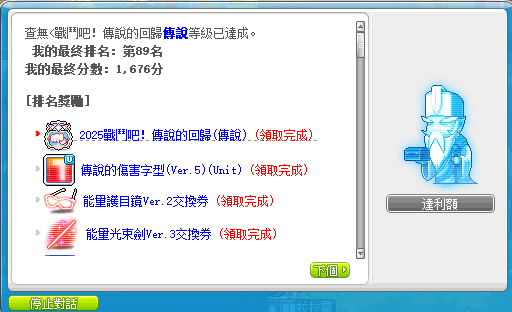 查無<戰鬥吧! 傳說的回歸傳說等級已達成。
我的最終排名: 第89名
我的最終分數: 1,676分
[排名獎勵]
2025戰鬥吧! 傳說的回歸(傳說) (領取完成)
傳說的傷害字型(Ver.5)(Unit) (領取完成)
能量護目鏡Ver.2交換券 (領取完成)
能量光束劍Ver.3交換券 (領取完成)
達利額
下個
停止對話